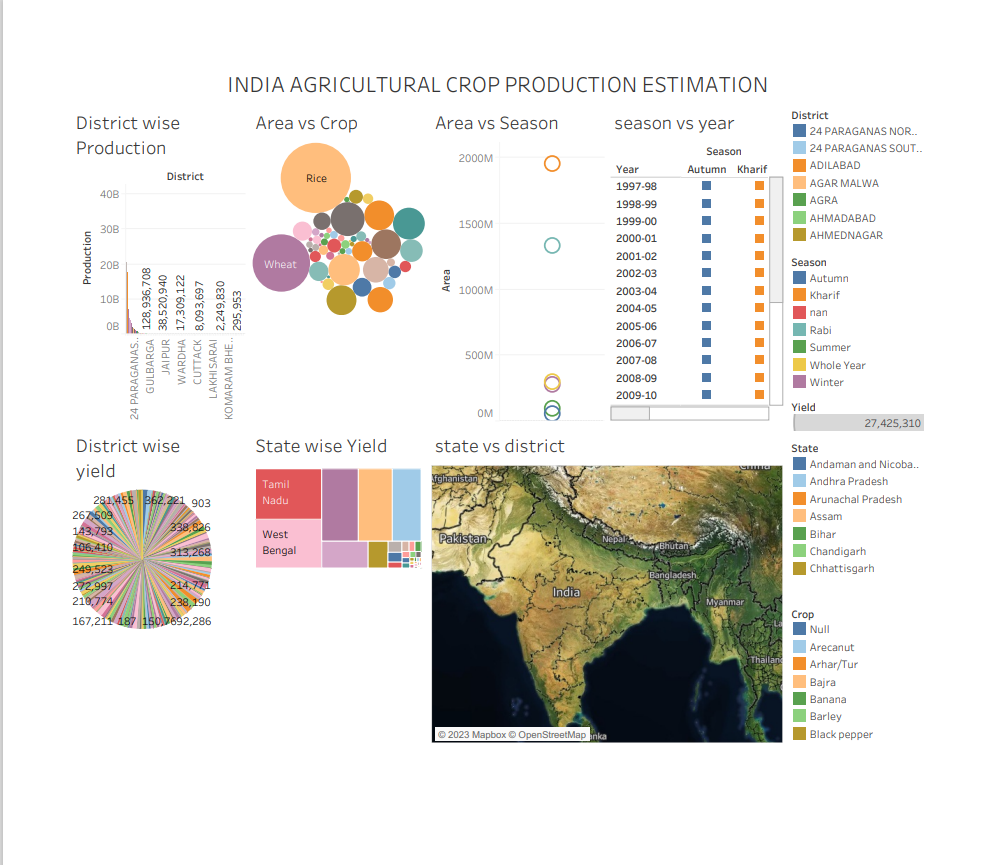 INDIA AGRICULTURAL CROP PRODUCTION ESTIMATION
District wise
Production
District
40B
30B
20B
10B
0B
Production
128,936,708
38,520,940
17,309,122
8,093,697
2,249,830
295,953
24 PARAGANAS..
GULBARGA
JAIPUR
WARDHA
CUTTACK
LAKHISARAI
KOMARAM BHE..
Area vs Crop
Rice
Wheat
Area vs Season
2000M
1500M
1000M
500M
0M
Area
season vs year
Season
Year Autumn Kharif
1997-98
1998-99
1999-00
2000-01
2001-02
2002-03
2003-04
2004-05
2005-06
2006-07
2007-08
2008-09
2009-10
District
24 PARAGANAS NOR..
24 PARAGANAS SOUT..
ADILABAD
AGAR MALWA
AGRA
AHMADABAD
AHMEDNAGAR
Season
Autumn
Kharif
nan
Rabi
Summer
Whole Year
Winter
Yield
27,425,310
District wise
yield
281,455 362,221 903
267,509
143,793 338,826
106,410 313,268
249,523
272,997 214,771
210,774 238,190
167,211 187 150,7692,286
State wise Yield
Tamil
Nadu
West
Bengal
state vs district
China
Afghanistan
Pakistan
Nepal
Bhutan
India
Bangladesh
Myanmar
Thailand
© 2023 Mapbox © OpenStreetMap
State
Andaman and Nicoba..
Andhra Pradesh
Arunachal Pradesh
Assam
Bihar
Chandigarh
Chhattisgarh
Crop
Null
Arecanut
Arhar/Tur
Bajra
Banana
Barley
Black pepper